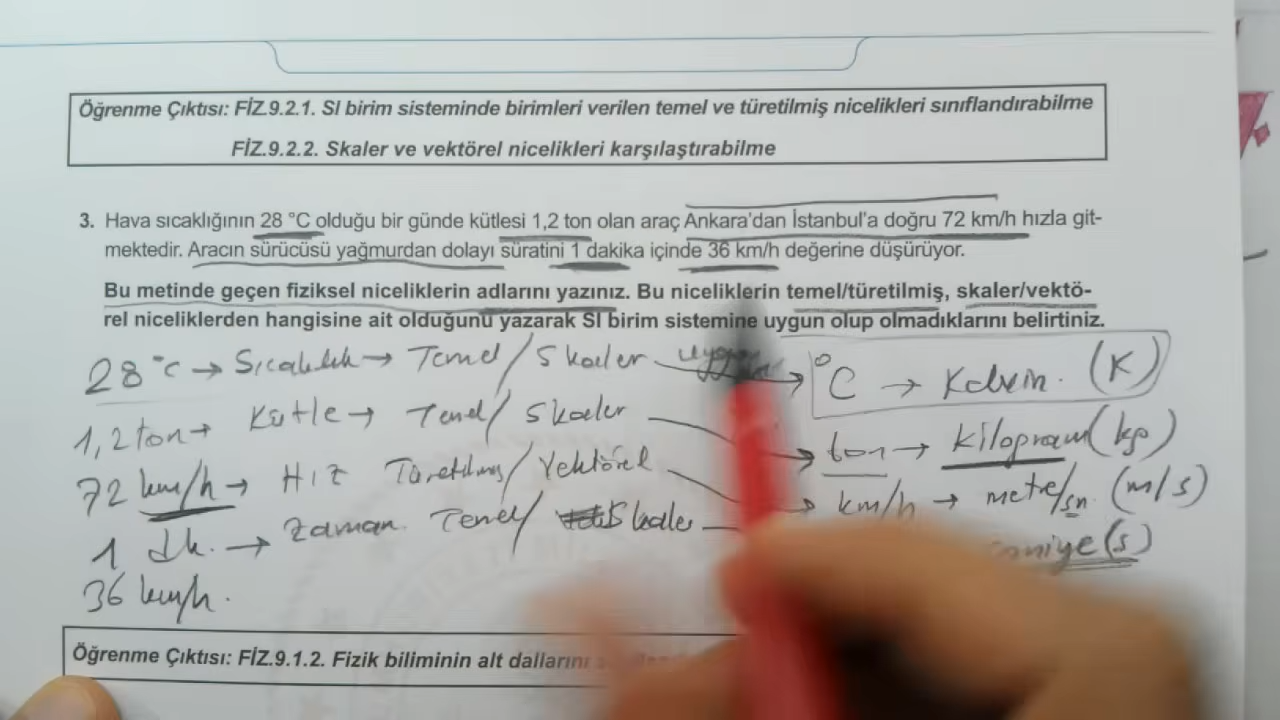 Öğrenme Çıktısı: FİZ.9.2.1. SI birim sisteminde birimleri verilen temel ve türetilmiş nicelikleri sınıflandırabilme
FİZ.9.2.2. Skaler ve vektörel nicelikleri karşılaştırabilme
3. Hava sıcaklığının 28 °C olduğu bir günde kütlesi 1,2 ton olan araç Ankara'dan İstanbul'a doğru 72 km/h hızla git-
mektedir. Aracın sürücüsü yağmurdan dolayı süratini 1 dakika içinde 36 km/h değerine düşürüyor.
Bu metinde geçen fiziksel niceliklerin adlarını yazınız. Bu niceliklerin temel/türetilmiş, skaler/vektö-
rel niceliklerden hangisine ait olduğunu yazarak SI birim sistemine uygun olup olmadıklarını belirtiniz.
28 °C → Sıcaklık → Temel / Skaler → °C → Kelvin. (K)
1,2 ton → Kütle → Temel / Skaler → ton → kilogram (kg)
72 km/h → Hız Türetilmiş / Vektörel → km/h → metre/sn. (m/s)
1 dk. → Zaman. Temel / Skaler saniye (s)
36 km/h.
Öğrenme Çıktısı: FİZ.9.1.2. Fizik biliminin alt dallarını